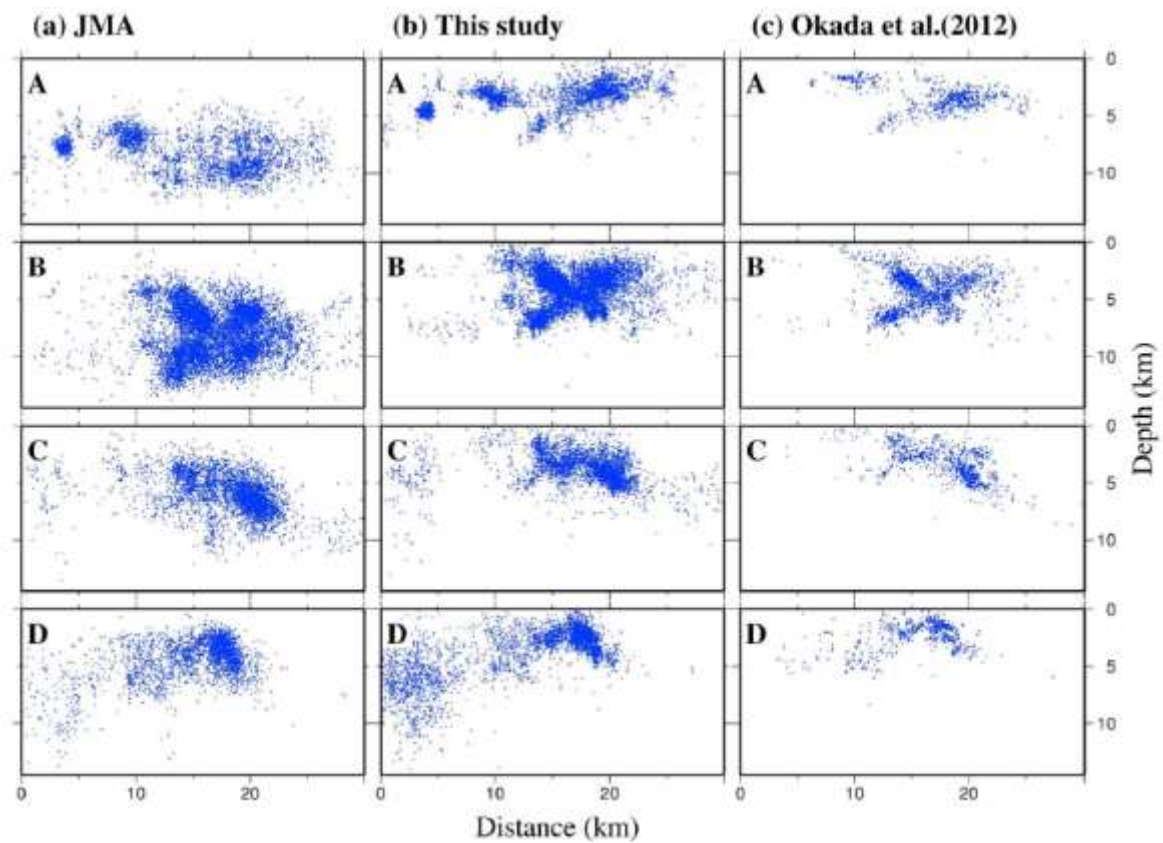 (a) JMA (b) This study (c) Okada et al.(2012)
A A A 0
5
10
B B B 0
5
10
C C C 0
5
10
D D D 0
5
10
Depth (km)
0 10 20 0 10 20 0 10 20
Distance (km)